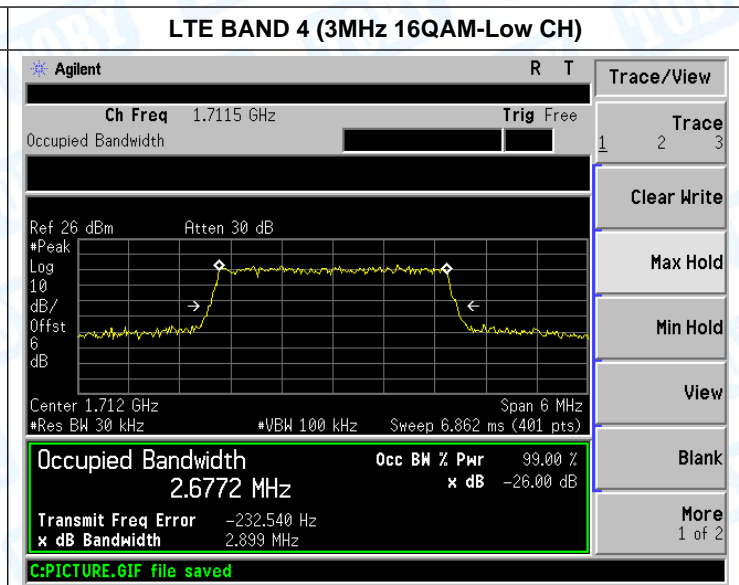 LTE BAND 4 (3MHz 16QAM-Low CH)
Agilent R T
Trace/View
Ch Freq 1.7115 GHz Trig Free
Occupied Bandwidth
Trace
1 2 3
Clear Write
Ref 26 dBm Atten 30 dB
#Peak
Log
10
dB/
Offst
6
dB
Max Hold
Min Hold
View
Center 1.712 GHz Span 6 MHz
#Res BW 30 kHz #VBW 100 kHz Sweep 6.862 ms (401 pts)
Occupied Bandwidth Occ BW % Pwr 99.00 %
2.6772 MHz x dB -26.00 dB
Blank
Transmit Freq Error -232.540 Hz
x dB Bandwidth 2.899 MHz
More
1 of 2
C:PICTURE.GIF file saved
TOBY